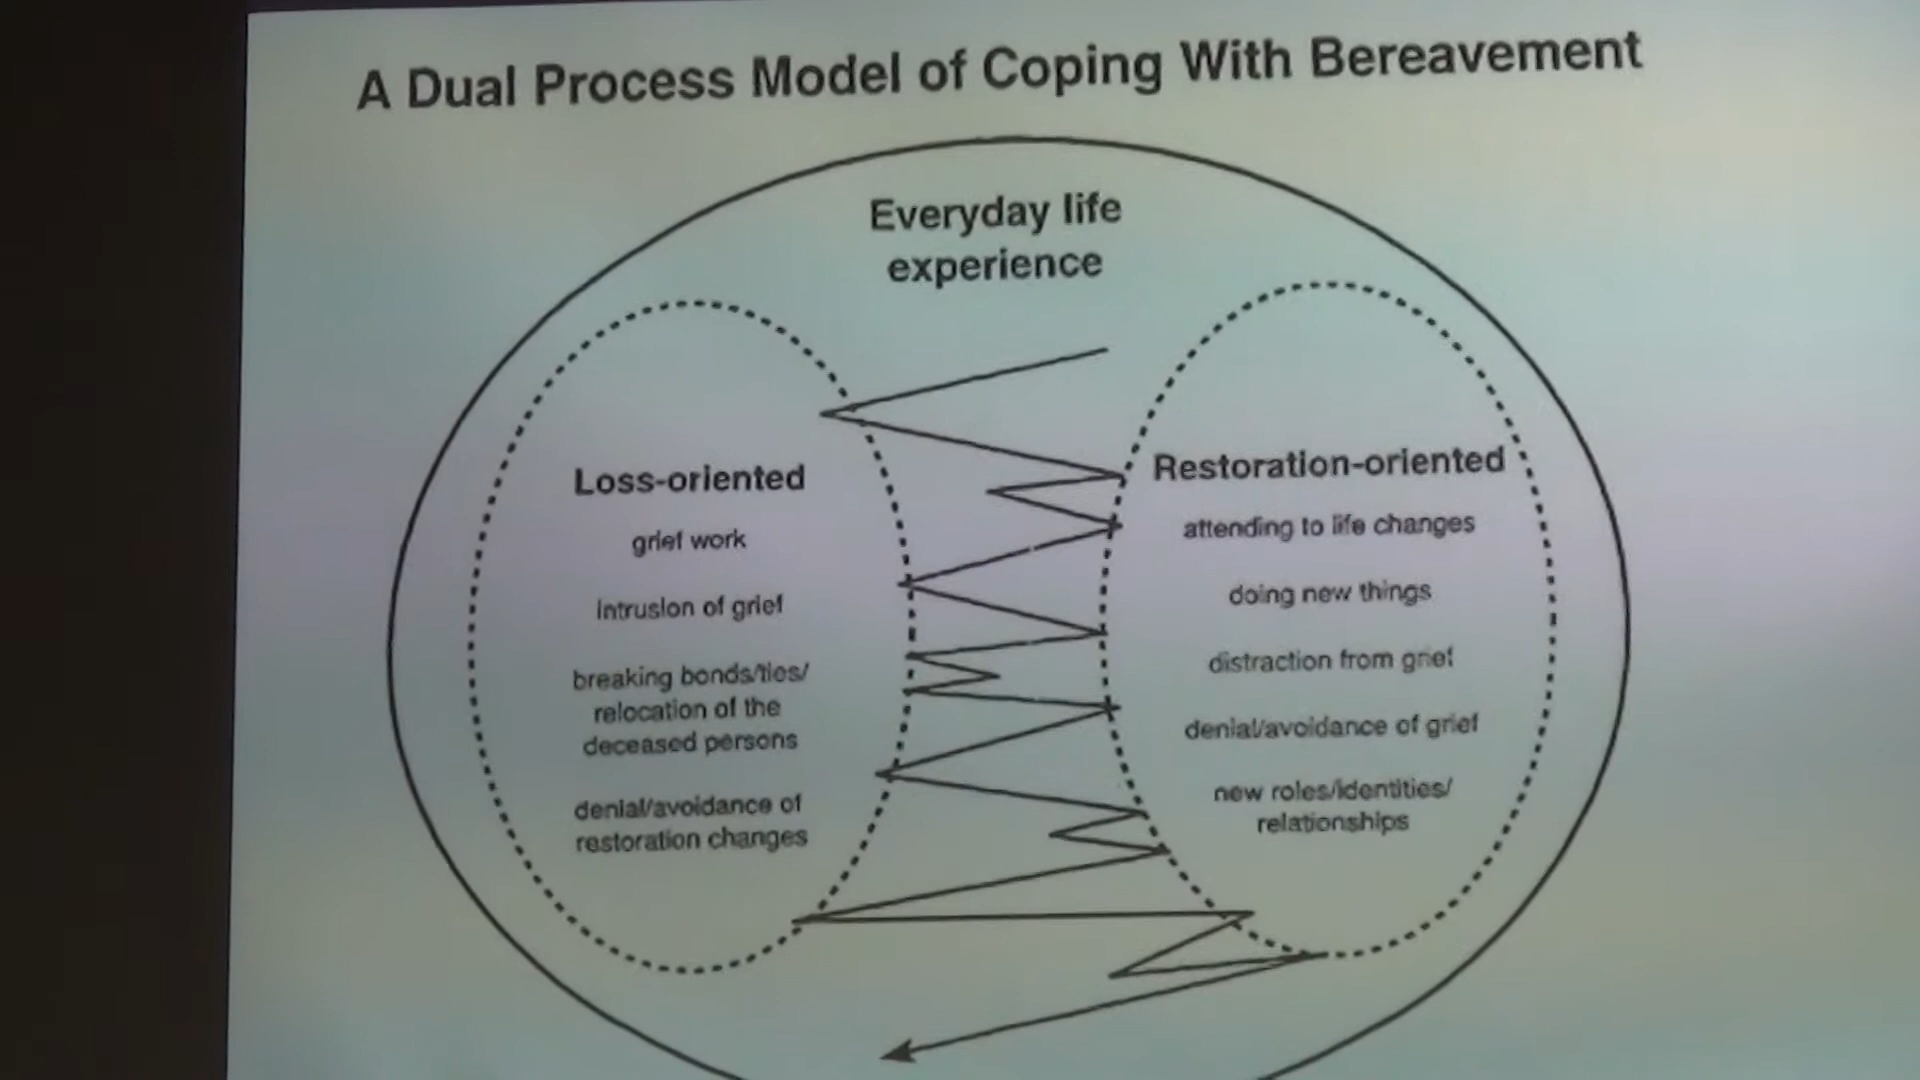 A Dual Process Model of Coping With Bereavement
Everyday life
experience
Loss-oriented
grief work
intrusion of grief
breaking bonds/ties/
relocation of the
deceased persons
denial/avoidance of
restoration changes
Restoration-oriented
attending to life changes
doing new things
distraction from grief
denial/avoidance of grief
new roles/identities/
relationships